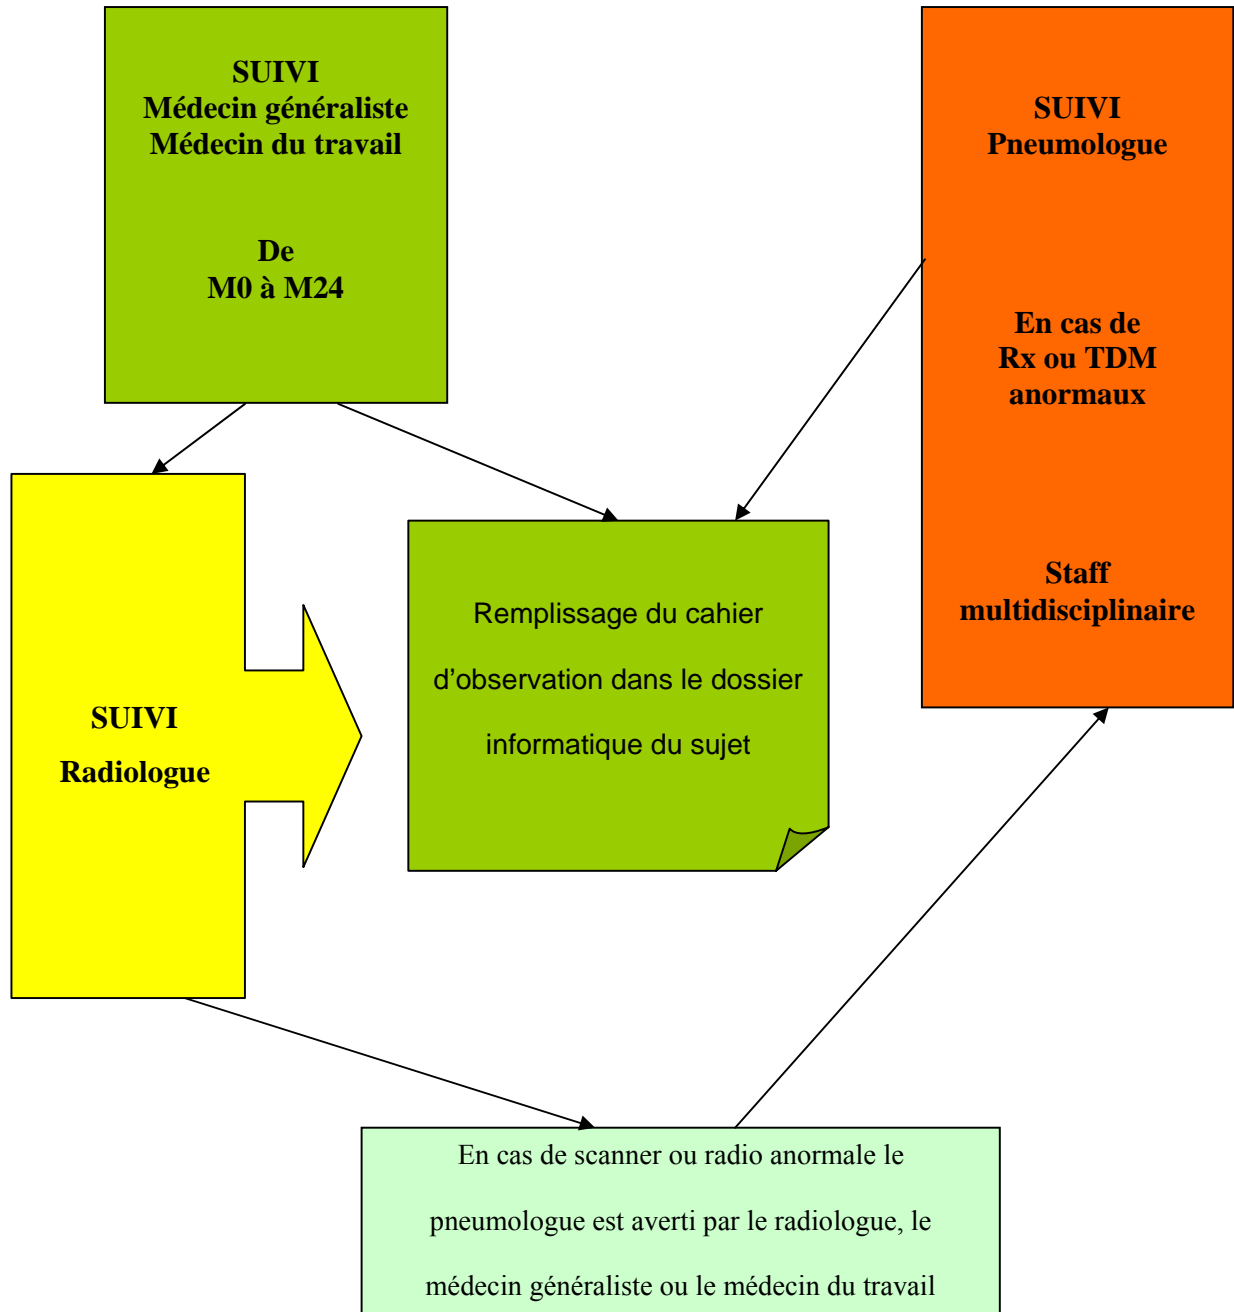 SUIVI
Médecin généraliste
Médecin du travail
De
M0 à M24
SUIVI
Pneumologue
En cas de
Rx ou TDM
anormaux
Staff
multidisciplinaire
SUIVI
Radiologue
Remplissage du cahier
d’observation dans le dossier
informatique du sujet
En cas de scanner ou radio anormale le
pneumologue est averti par le radiologue, le
médecin généraliste ou le médecin du travail